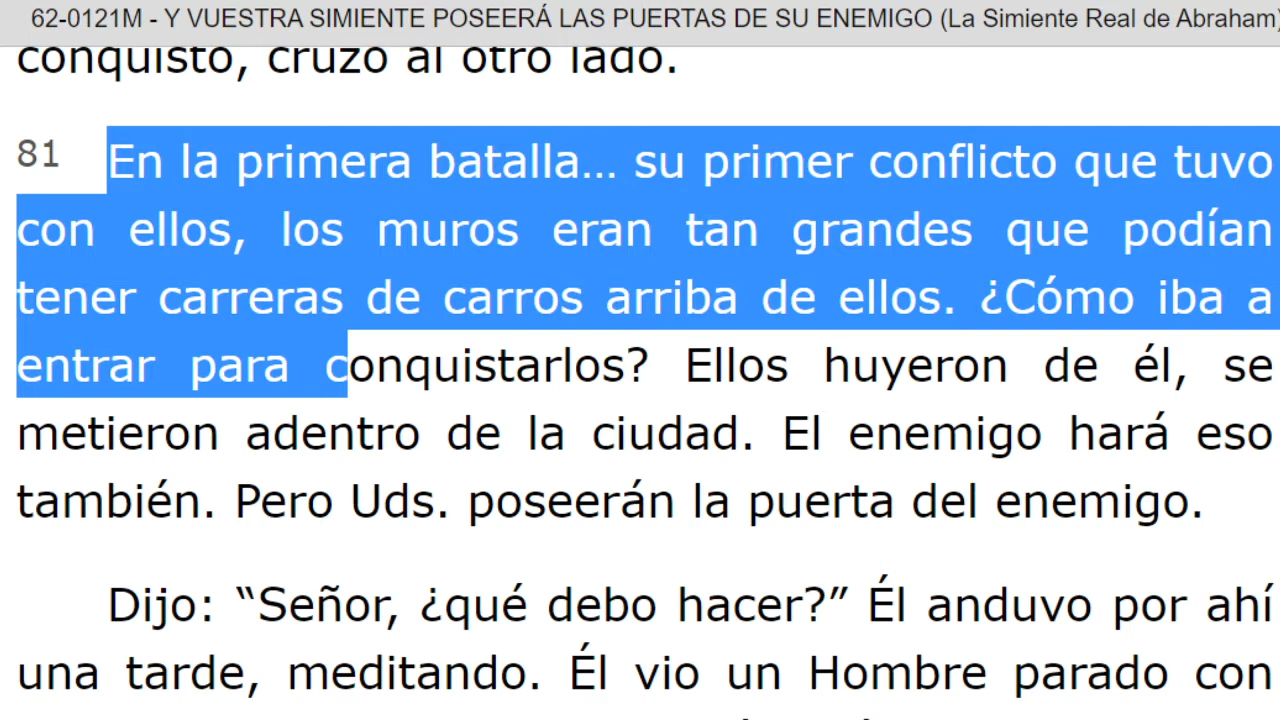 62-0121M - Y VUESTRA SIMIENTE POSEERÁ LAS PUERTAS DE SU ENEMIGO (La Simiente Real de Abraham)
conquistó, cruzó al otro lado.
81 En la primera batalla… su primer conflicto que tuvo
con ellos, los muros eran tan grandes que podían
tener carreras de carros arriba de ellos. ¿Cómo iba a
entrar para conquistarlos? Ellos huyeron de él, se
metieron adentro de la ciudad. El enemigo hará eso
también. Pero Uds. poseerán la puerta del enemigo.
Dijo: “Señor, ¿qué debo hacer?” Él anduvo por ahí
una tarde, meditando. Él vio un Hombre parado con